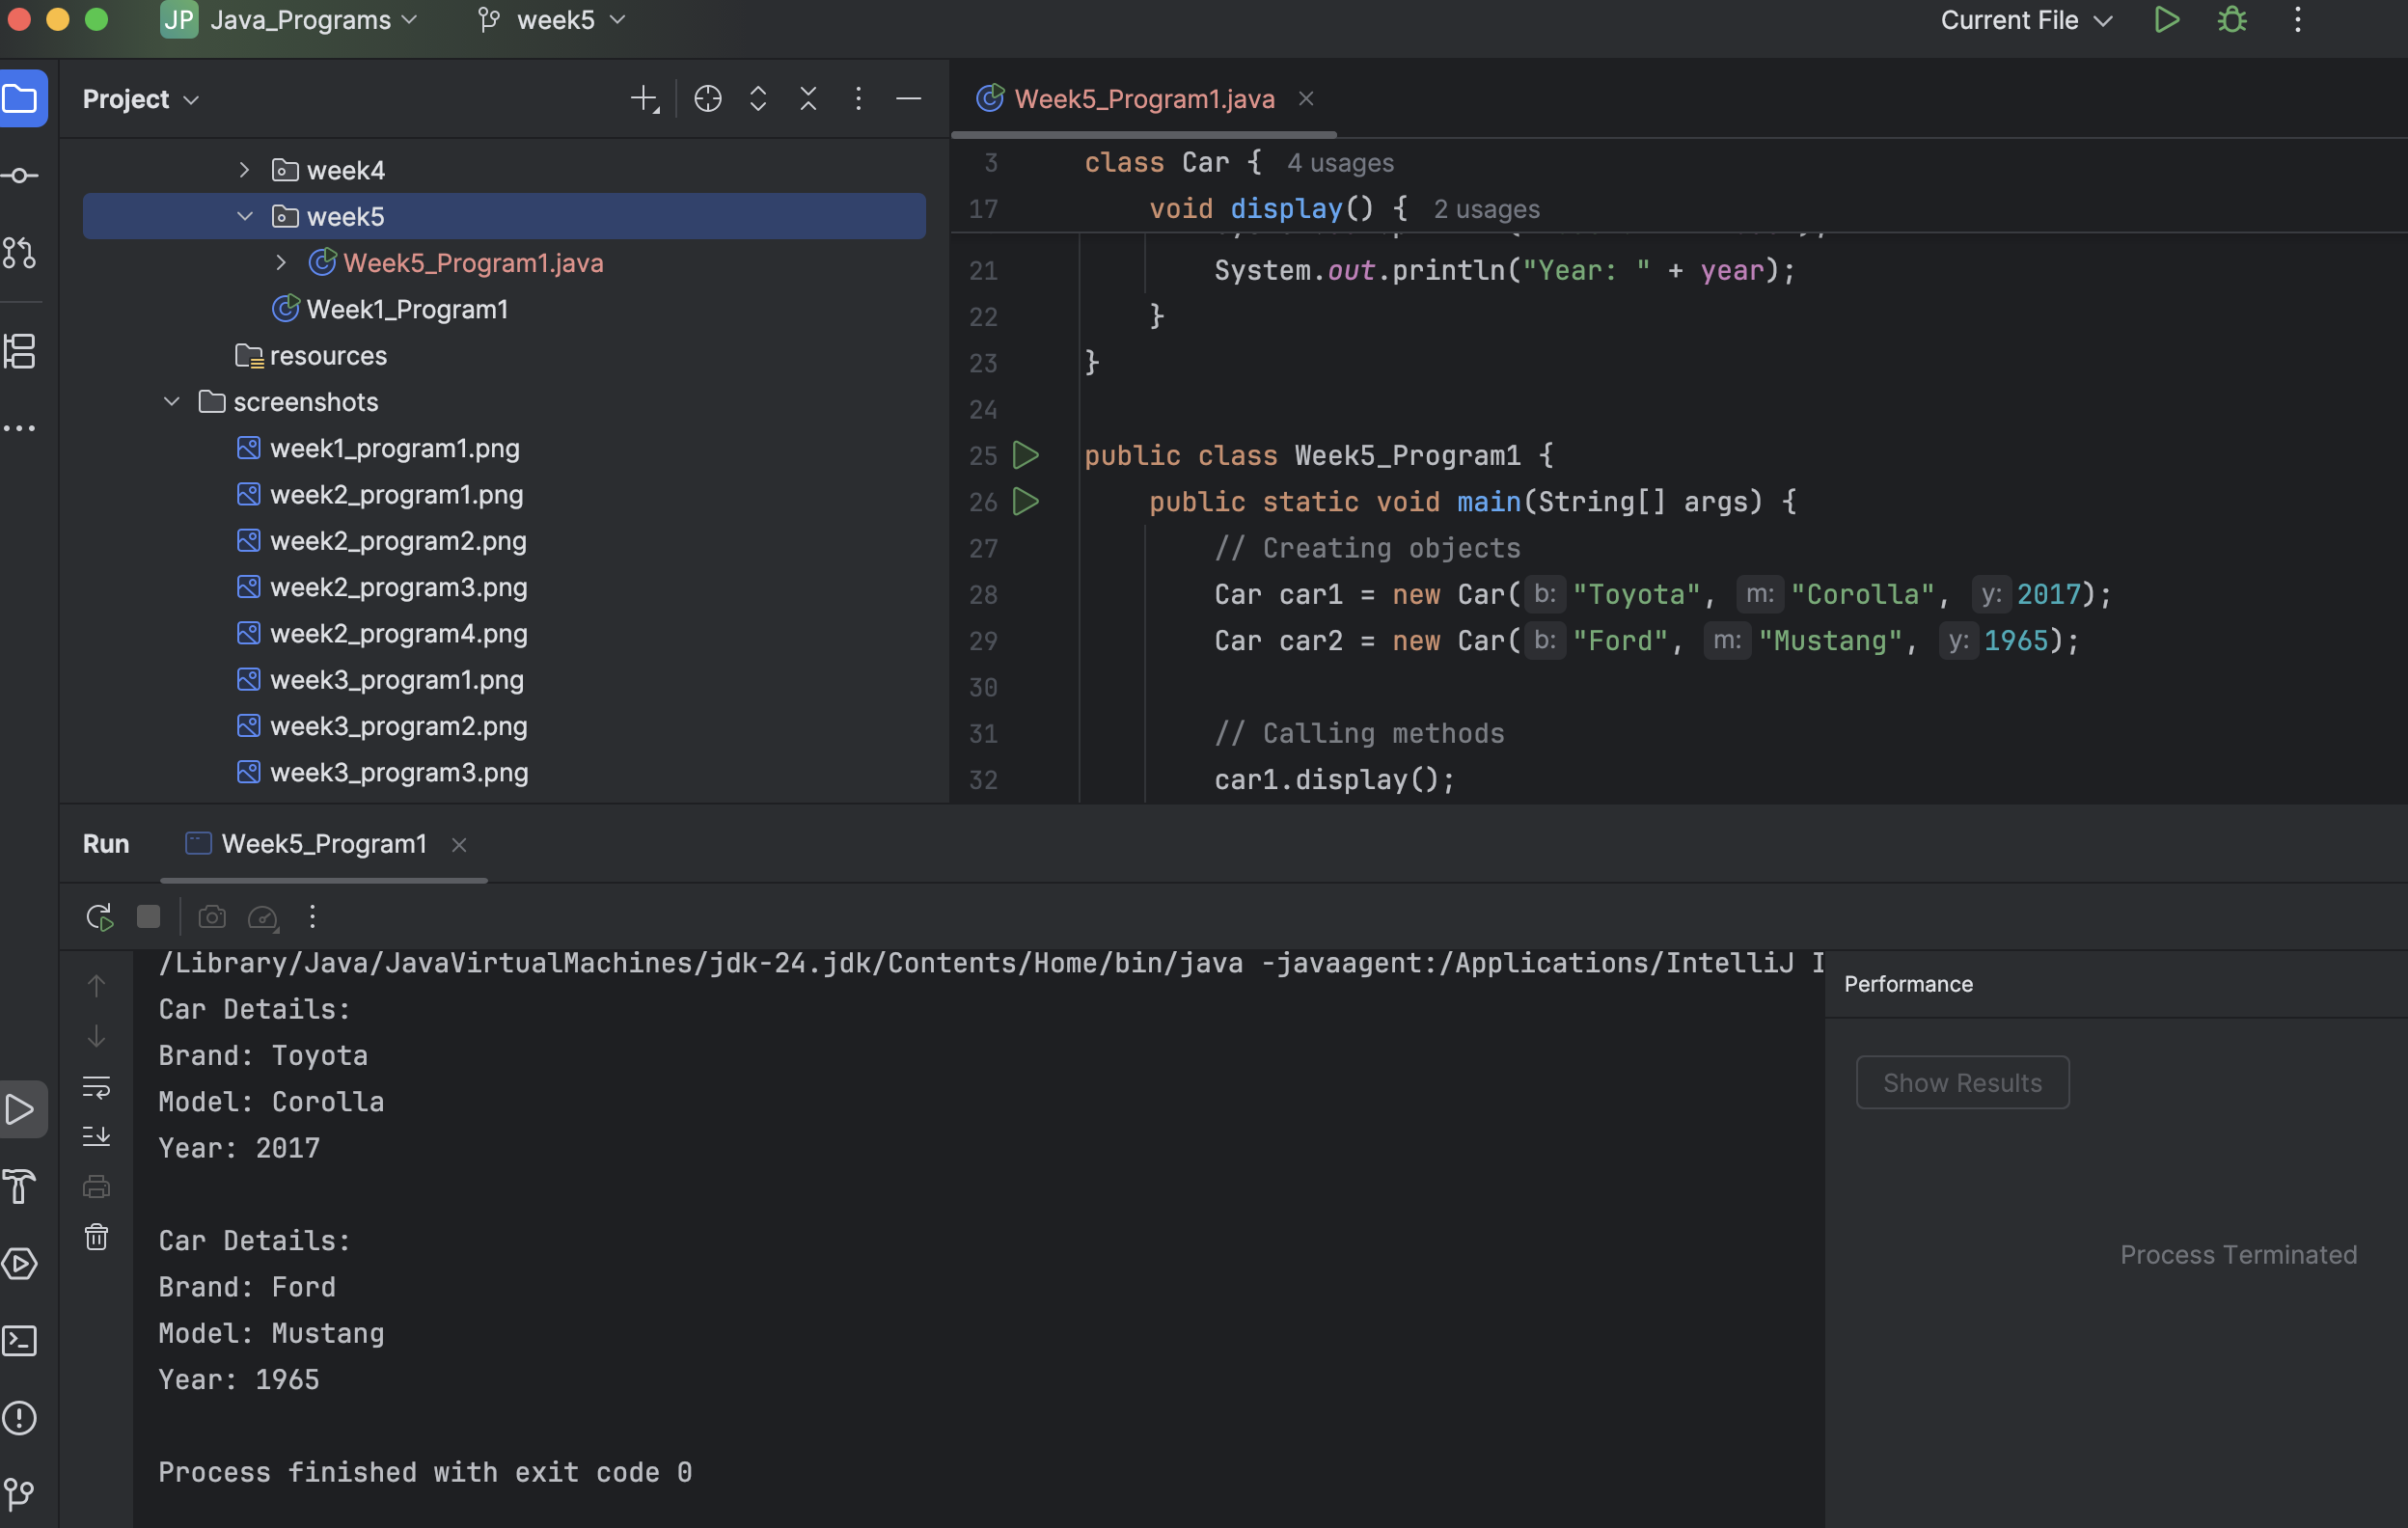 JP Java_Programs week5 Current File
Project
week4
week5
Week5_Program1.java
Week1_Program1
resources
screenshots
week1_program1.png
week2_program1.png
week2_program2.png
week2_program3.png
week2_program4.png
week3_program1.png
week3_program2.png
week3_program3.png
Week5_Program1.java
3 class Car { 4 usages
17 void display() { 2 usages
21 System.out.println("Year: " + year);
22 }
23 }
24
25 public class Week5_Program1 {
26 public static void main(String[] args) {
27 // Creating objects
28 Car car1 = new Car( b: "Toyota", m: "Corolla", y: 2017);
29 Car car2 = new Car( b: "Ford", m: "Mustang", y: 1965);
30
31 // Calling methods
32 car1.display();
Run Week5_Program1
/Library/Java/JavaVirtualMachines/jdk-24.jdk/Contents/Home/bin/java -javaagent:/Applications/IntelliJ I
Car Details:
Brand: Toyota
Model: Corolla
Year: 2017
Car Details:
Brand: Ford
Model: Mustang
Year: 1965
Process finished with exit code 0
Performance
Show Results
Process Terminated